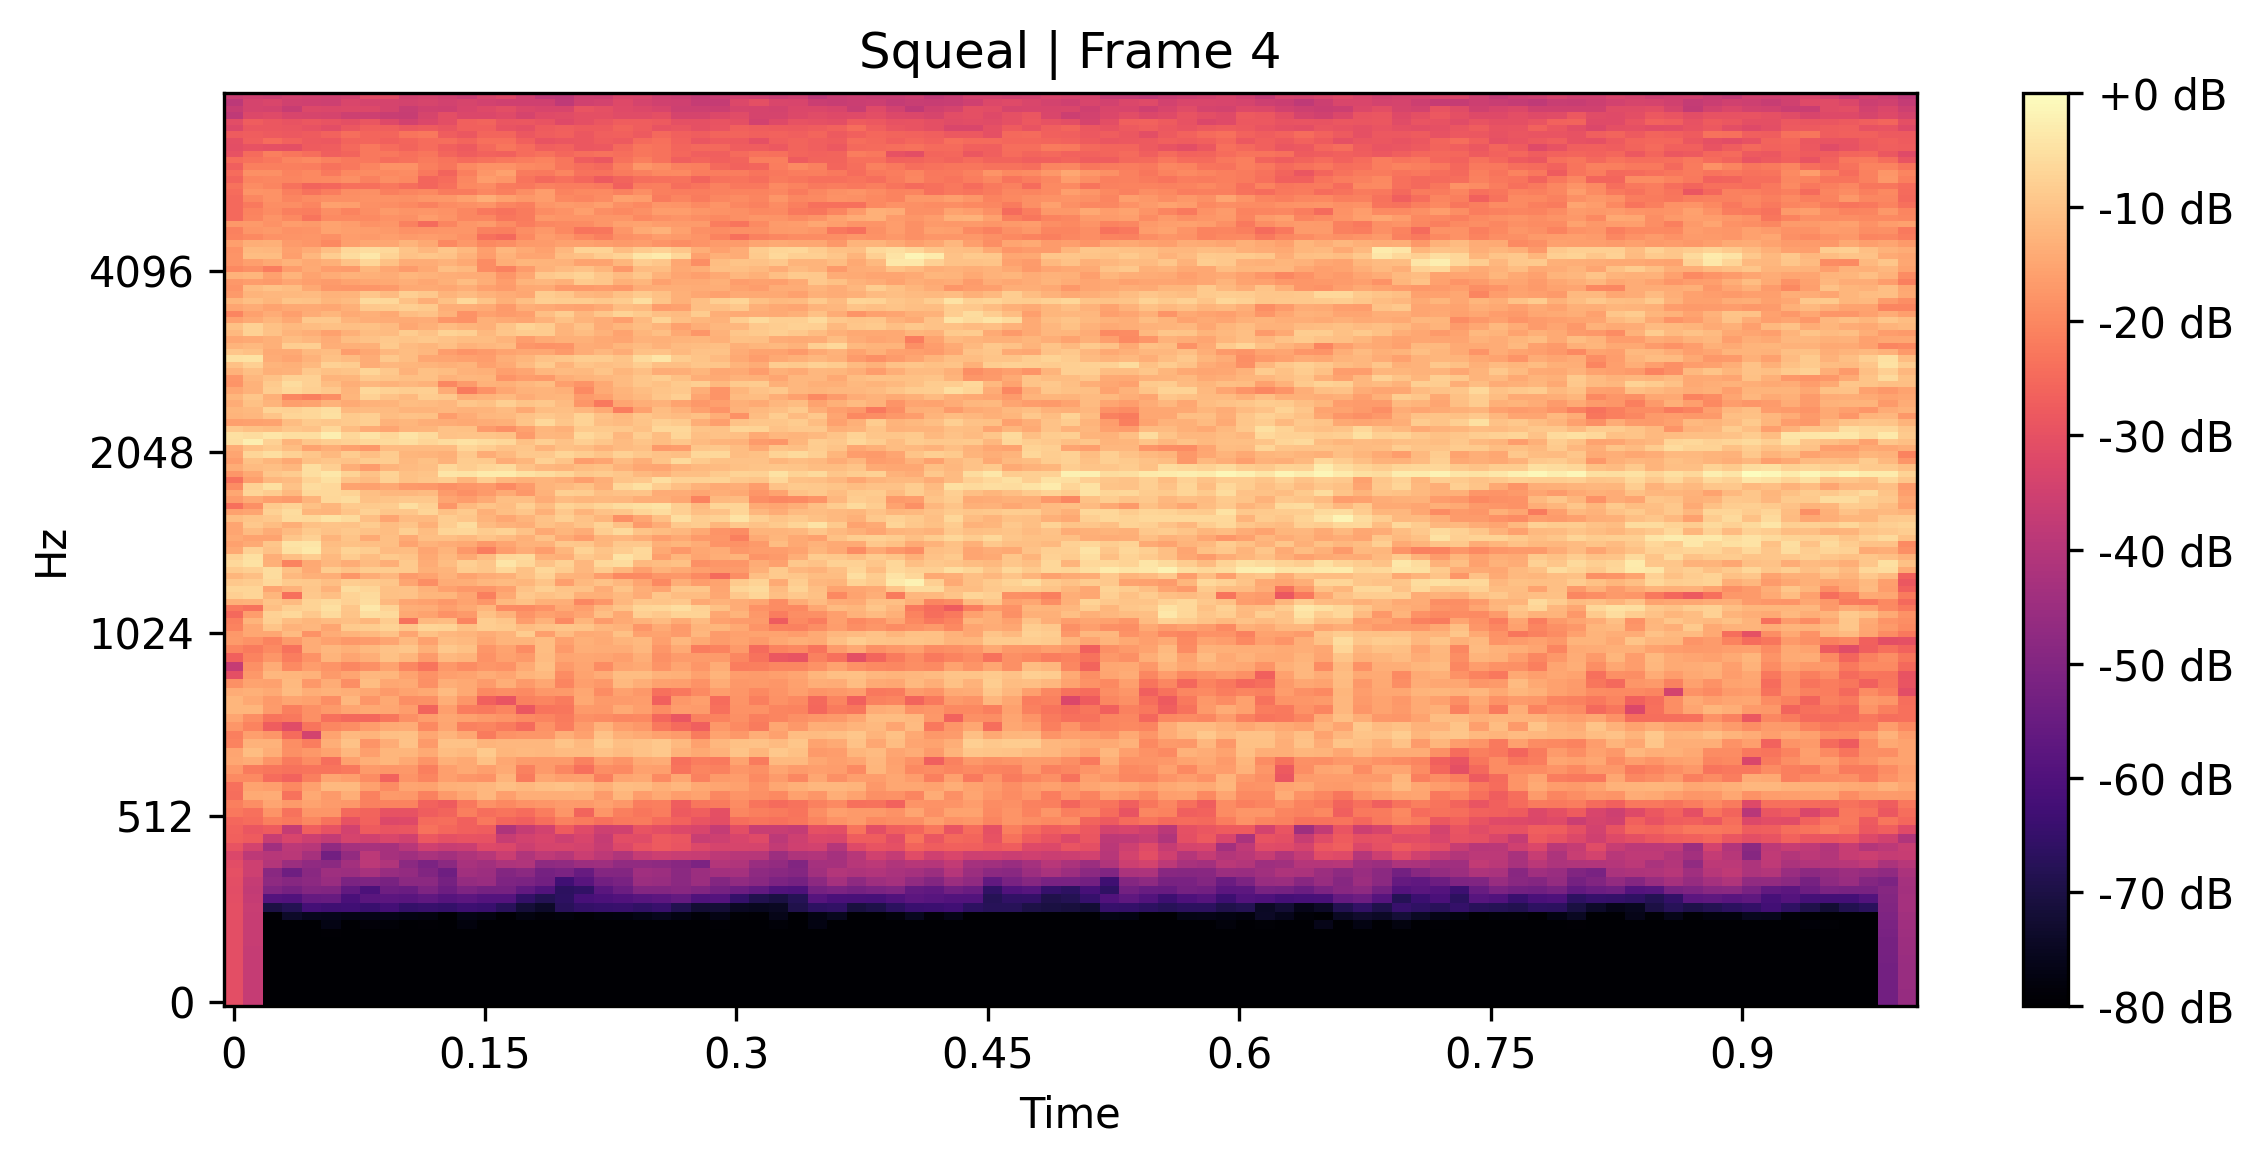 Squeal | Frame 4
+0 dB
-10 dB
-20 dB
-30 dB
-40 dB
-50 dB
-60 dB
-70 dB
-80 dB
4096
2048
1024
512
0
Hz
0 0.15 0.3 0.45 0.6 0.75 0.9
Time